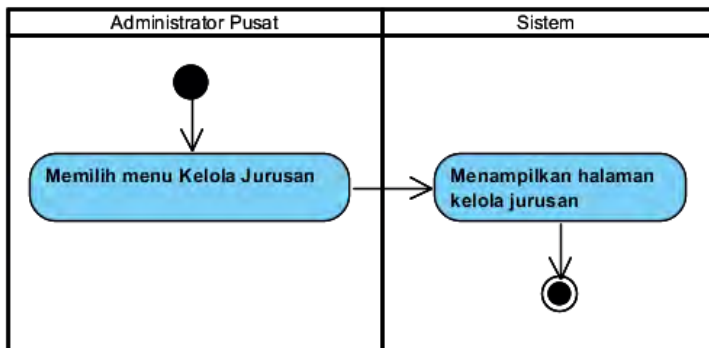 Administrator Pusat
Sistem
Memilih menu Kelola Jurusan
Menampilkan halaman
kelola jurusan